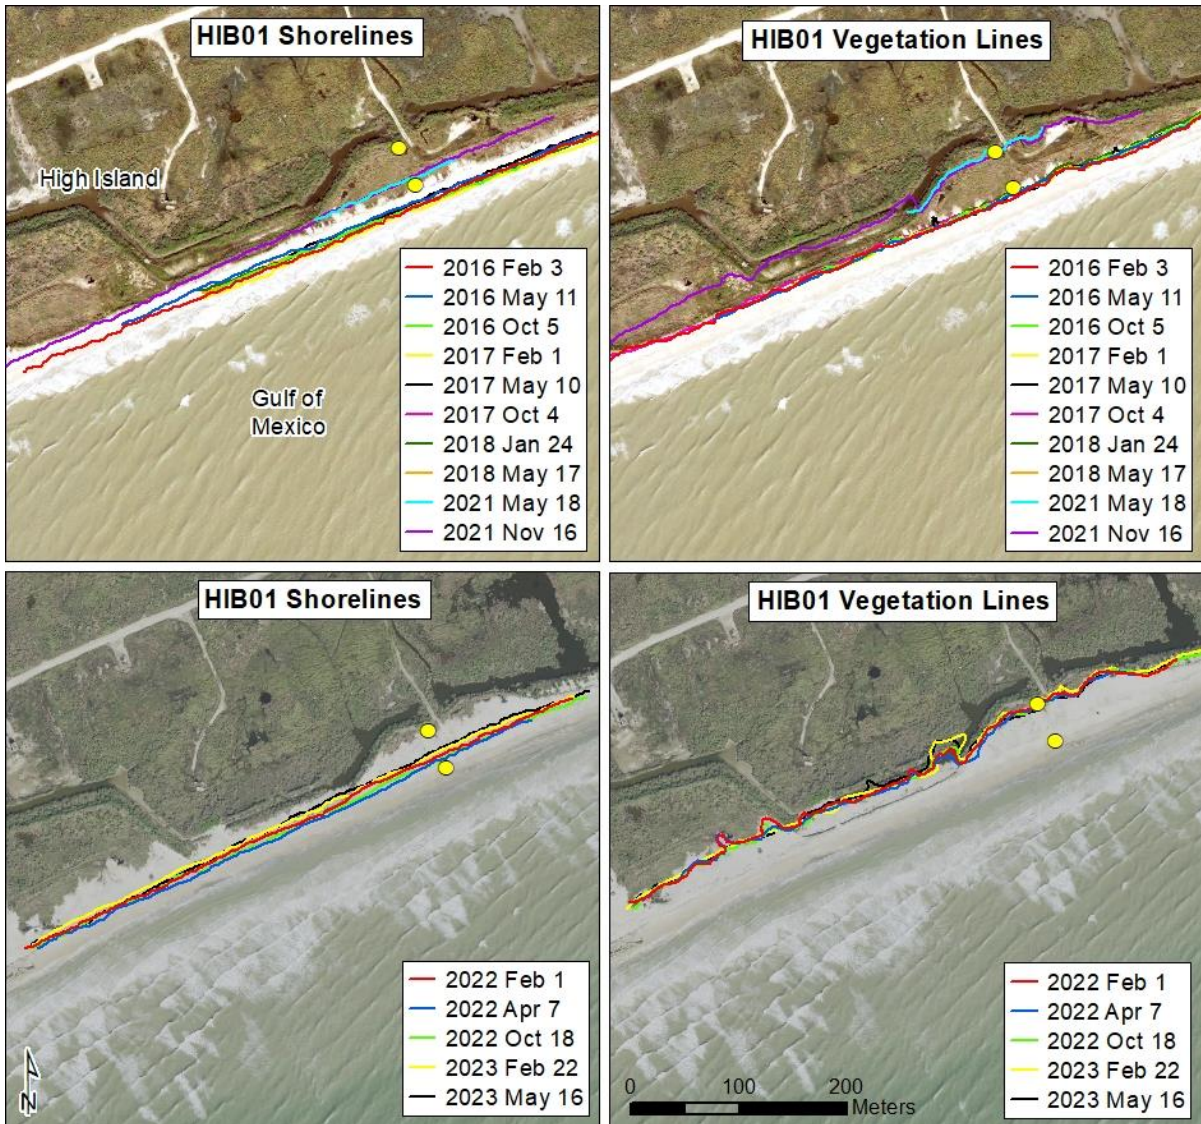 HIB01 Shorelines
High Island
Gulf of
Mexico
2016 Feb 3
2016 May 11
2016 Oct 5
2017 Feb 1
2017 May 10
2017 Oct 4
2018 Jan 24
2018 May 17
2021 May 18
2021 Nov 16
HIB01 Vegetation Lines
2016 Feb 3
2016 May 11
2016 Oct 5
2017 Feb 1
2017 May 10
2017 Oct 4
2018 Jan 24
2018 May 17
2021 May 18
2021 Nov 16
HIB01 Shorelines
2022 Feb 1
2022 Apr 7
2022 Oct 18
2023 Feb 22
2023 May 16
N
HIB01 Vegetation Lines
2022 Feb 1
2022 Apr 7
2022 Oct 18
2023 Feb 22
2023 May 16
0 100 200
Meters